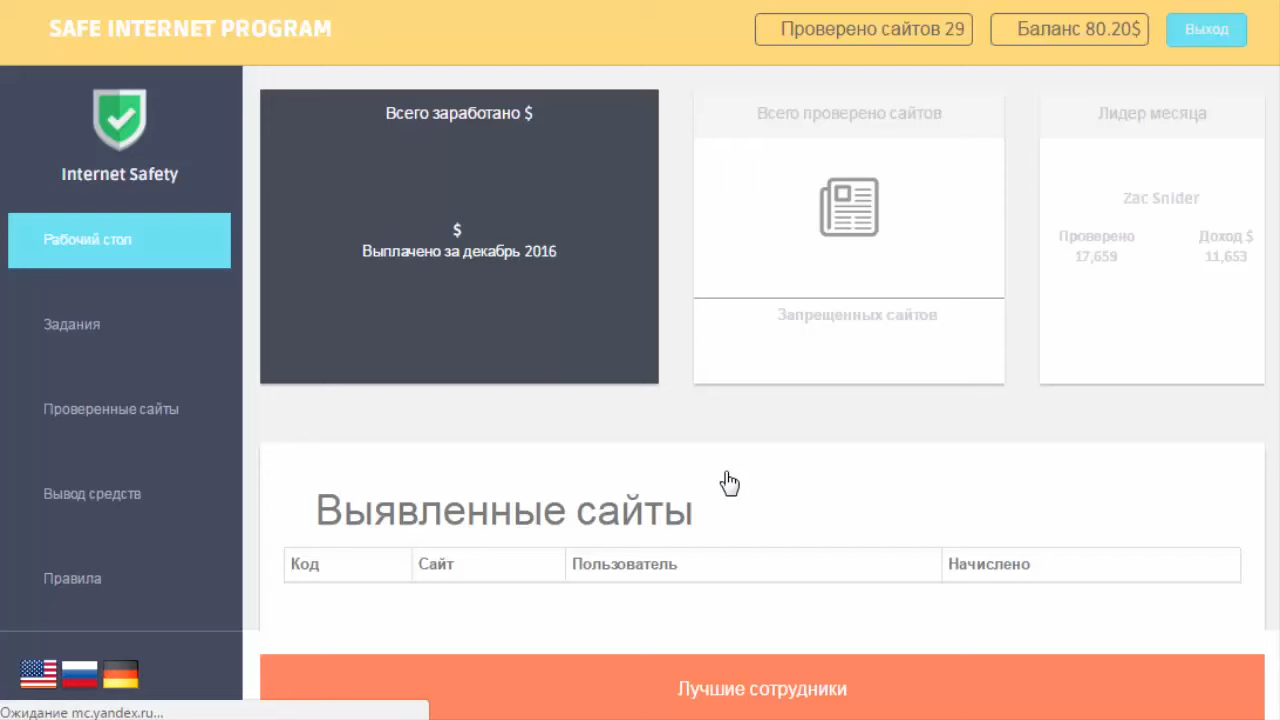 SAFE INTERNET PROGRAM
Проверено сайтов 29
Баланс 80.20$
Выход
Internet Safety
Рабочий стол
Задания
Проверенные сайты
Вывод средств
Правила
Всего заработано $
$
Выплачено за декабрь 2016
Всего проверено сайтов
Запрещенных сайтов
Лидер месяца
Zac Snider
Проверено Доход $
17,659 11,653
Выявленные сайты
Код Сайт Пользователь Начислено
Лучшие сотрудники
Ожидание mc.yandex.ru...